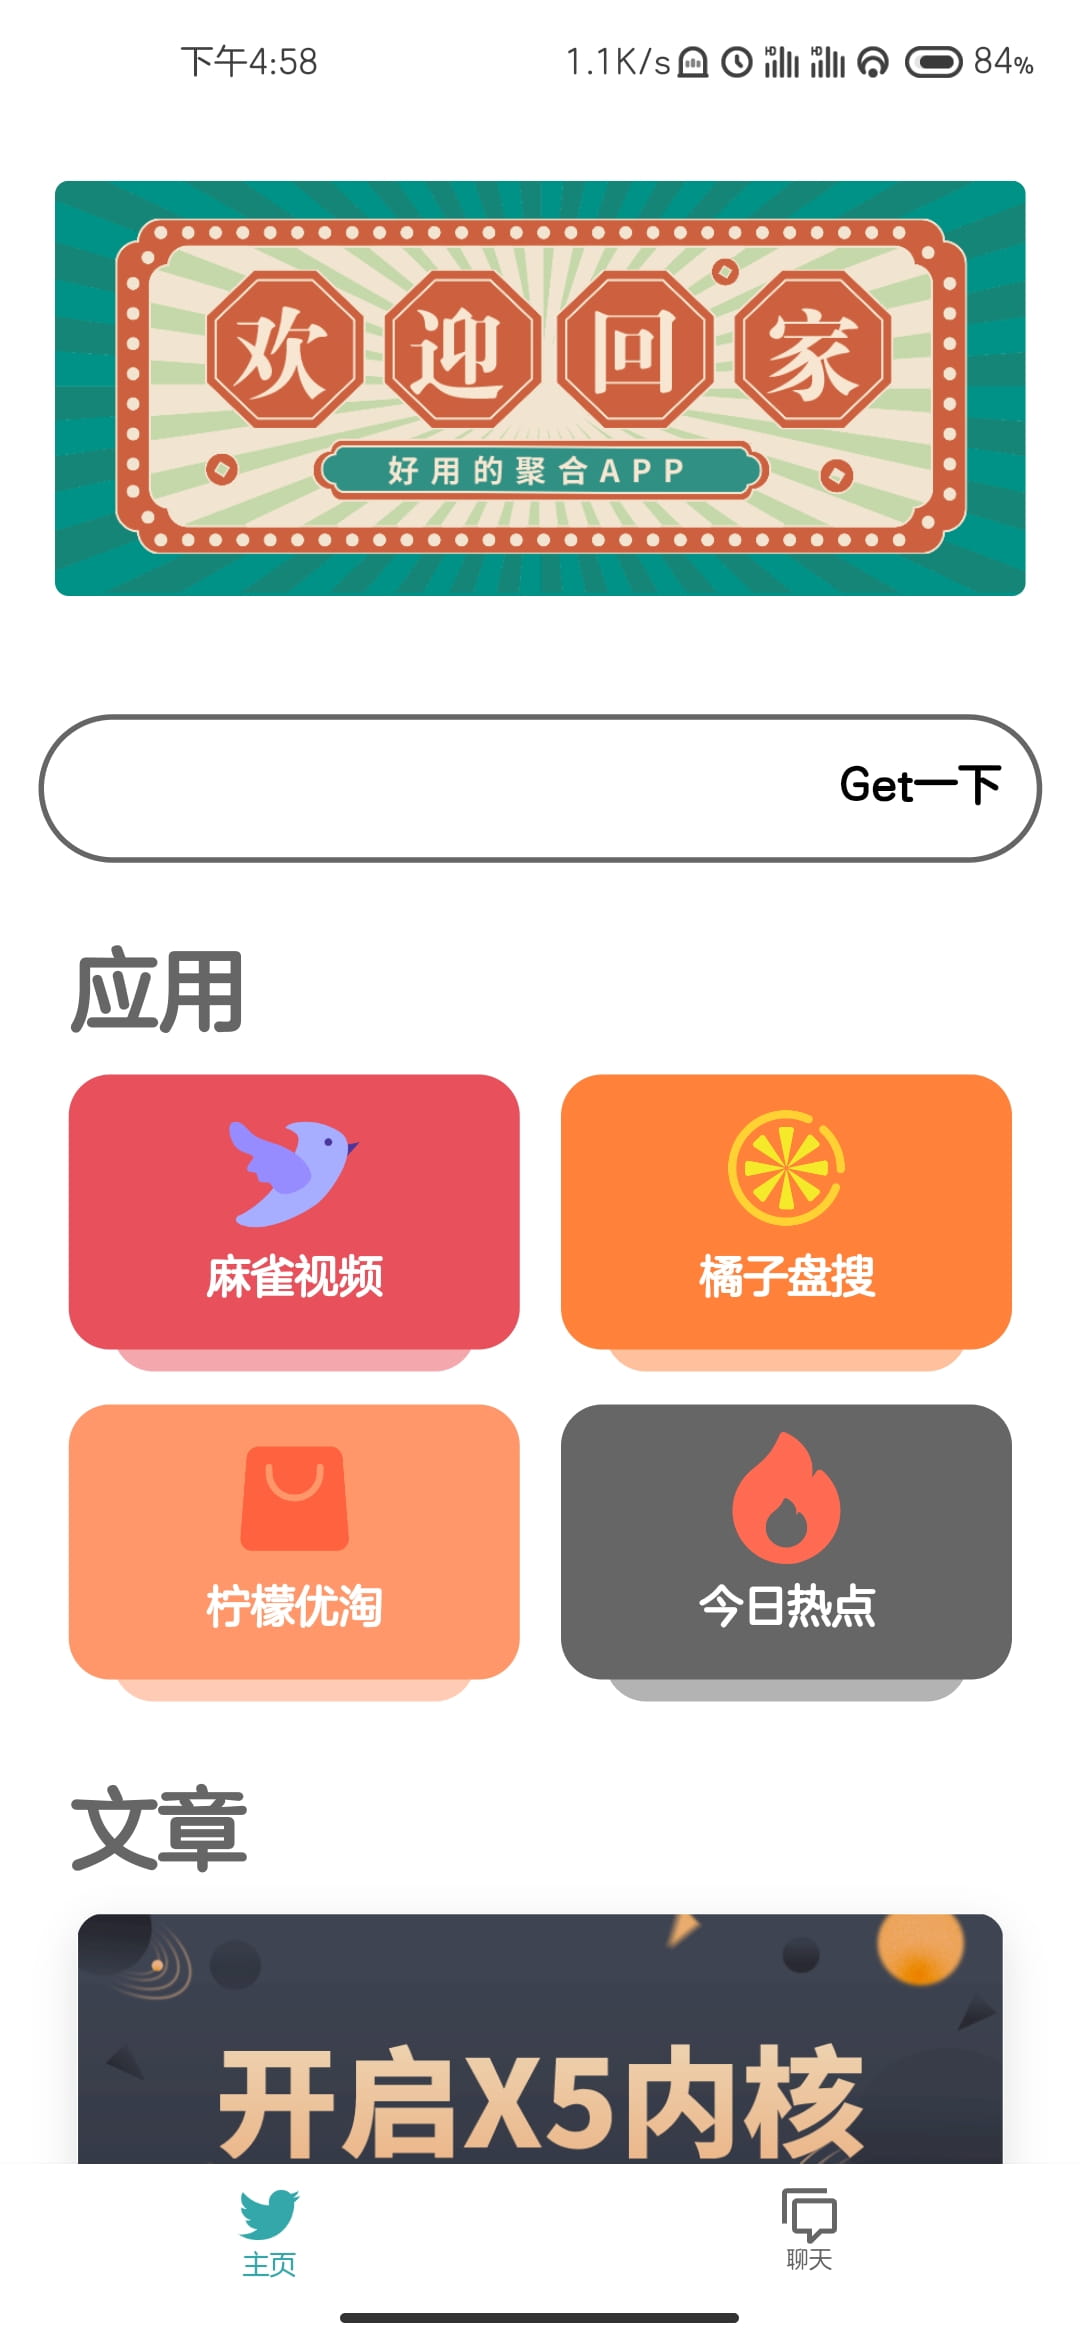 下午4:58 1.1K/s HD HD 84%
欢迎回家
好用的聚合APP
Get一下
应用
麻雀视频 橘子盘搜
柠檬优淘 今日热点
文章
开启X5内核
主页 聊天